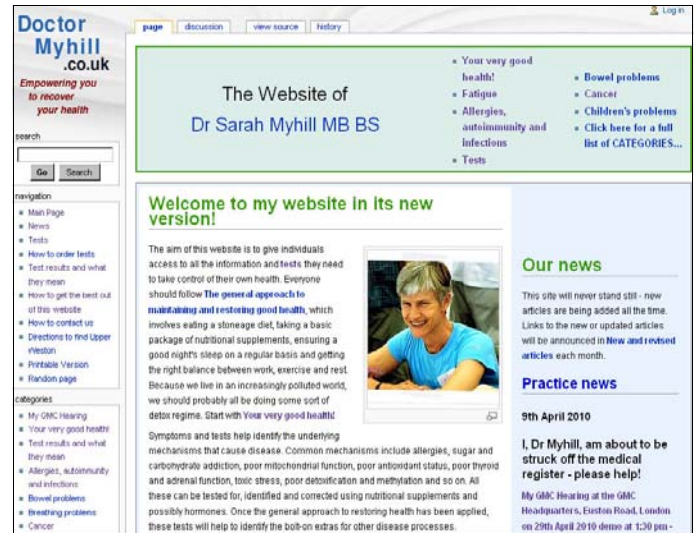 Doctor
Myhill
.co.uk
Empowering you
to recover
your health
search
Go Search
navigation
Main Page
News
Tests
How to order tests
Test results and what
they mean
How to get the best out
of this website
How to contact us
Directions to find Upper
Weston
Printable Version
Random page
categories
My GMC Hearing
Your very good health!
Test results and what
they mean
Allergies, autoimmunity
and infections
Bowel problems
Breathing problems
Cancer
Log in
page discussion view source history
The Website of
Dr Sarah Myhill MB BS
Your very good
health!
Fatigue
Allergies,
autoimmunity and
infections
Tests
Bowel problems
Cancer
Children's problems
Click here for a full
list of CATEGORIES...
Welcome to my website in its new
version!
The aim of this website is to give individuals
access to all the information and tests they need
to take control of their own health. Everyone
should follow The general approach to
maintaining and restoring good health, which
involves eating a stoneage diet, taking a basic
package of nutritional supplements, ensuring a
good night's sleep on a regular basis and getting
the right balance between work, exercise and rest.
Because we live in an increasingly polluted world,
we should probably all be doing some sort of
detox regime. Start with Your very good health!
Symptoms and tests help identify the underlying
mechanisms that cause disease. Common mechanisms include allergies, sugar and
carbohydrate addiction, poor mitochondrial function, poor antioxidant status, poor thyroid
and adrenal function, toxic stress, poor detoxification and methylation and so on. All
these can be tested for, identified and corrected using nutritional supplements and
possibly hormones. Once the general approach to restoring health has been applied,
these tests will help to identify the bolt-on extras for other disease processes.
Our news
This site will never stand still - new
articles are being added all the time.
Links to the new or updated articles
will be announced in New and revised
articles each month.
Practice news
9th April 2010
I, Dr Myhill, am about to be
struck off the medical
register - please help!
My GMC Hearing at the GMC
Headquarters, Euston Road, London
on 29th April 2010 demo at 1:30 pm -